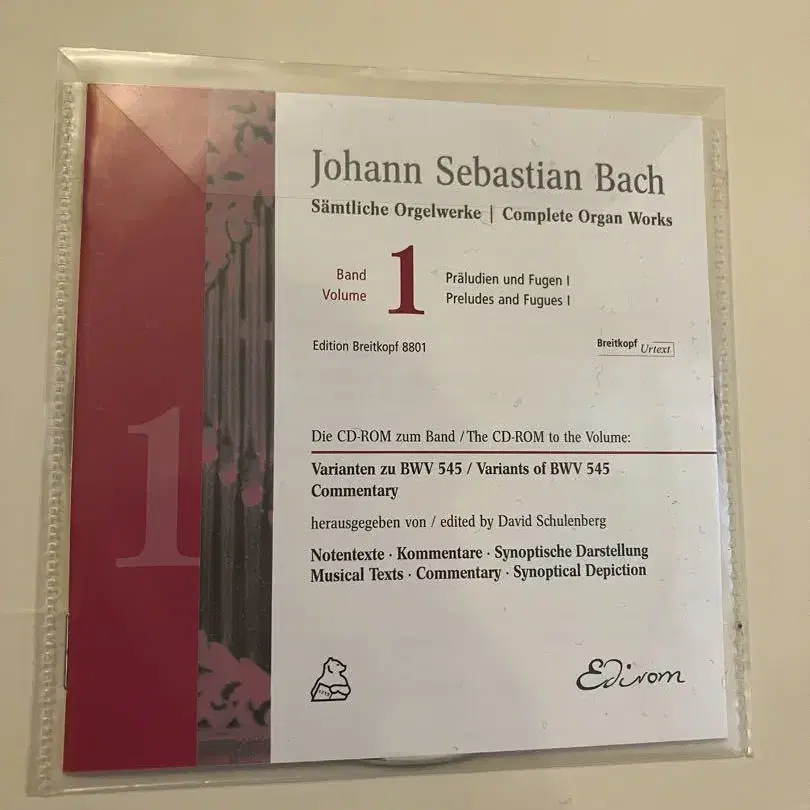 Johann Sebastian Bach
Sämtliche Orgelwerke | Complete Organ Works
Band
Volume
1
Präludien und Fugen I
Preludes and Fugues I
Edition Breitkopf 8801
Breitkopf Urtext
Die CD-ROM zum Band / The CD-ROM to the Volume:
Varianten zu BWV 545 / Variants of BWV 545
Commentary
herausgegeben von / edited by David Schulenberg
Notentexte · Kommentare · Synoptische Darstellung
Musical Texts · Commentary · Synoptical Depiction
1
Edirom